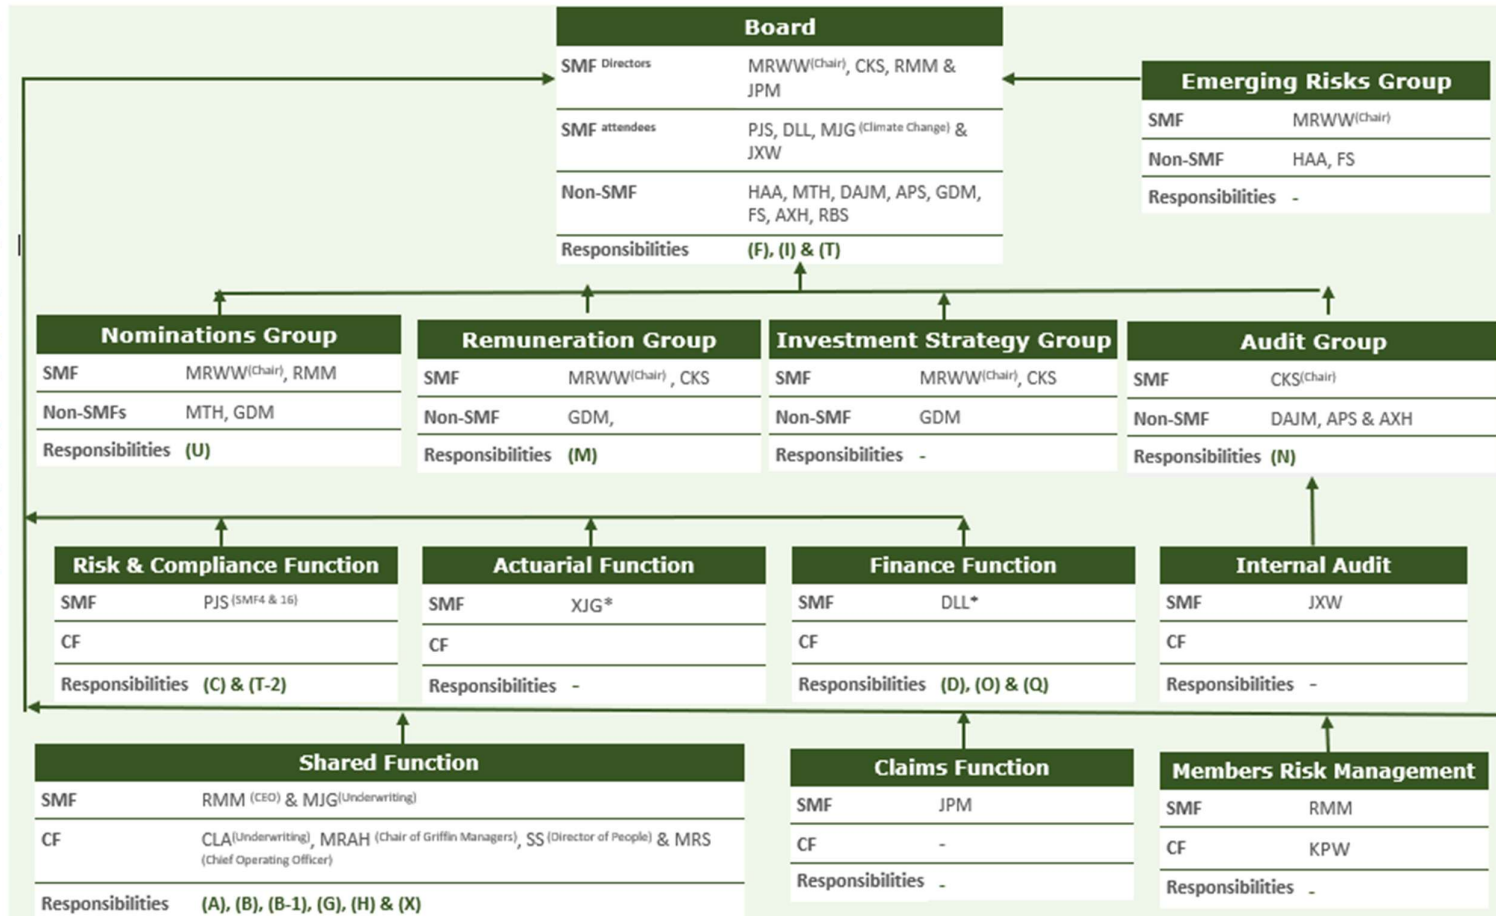 Board
SMF Directors MRWW(Chair), CKS, RMM &
JPM
SMF attendees PJS, DLL, MJG (Climate Change) &
JXW
Non-SMF HAA, MTH, DAJM, APS, GDM,
FS, AXH, RBS
Responsibilities (F), (I) & (T)
Emerging Risks Group
SMF MRWW(Chair)
Non-SMF HAA, FS
Responsibilities -
Nominations Group
SMF MRWW(Chair), RMM
Non-SMFs MTH, GDM
Responsibilities (U)
Remuneration Group
SMF MRWW(Chair) , CKS
Non-SMF GDM,
Responsibilities (M)
Investment Strategy Group
SMF MRWW(Chair), CKS
Non-SMF GDM
Responsibilities -
Audit Group
SMF CKS(Chair)
Non-SMF DAJM, APS & AXH
Responsibilities (N)
Risk & Compliance Function
SMF PJS (SMF4 & 16)
CF
Responsibilities (C) & (T-2)
Actuarial Function
SMF XJG*
CF
Responsibilities -
Finance Function
SMF DLL*
CF
Responsibilities (D), (O) & (Q)
Internal Audit
SMF JXW
CF
Responsibilities -
Shared Function
SMF RMM (CEO) & MJG(Underwriting)
CF CLA(Underwriting), MRAH (Chair of Griffin Managers), SS (Director of People) & MRS
(Chief Operating Officer)
Responsibilities (A), (B), (B-1), (G), (H) & (X)
Claims Function
SMF JPM
CF -
Responsibilities -
Members Risk Management
SMF RMM
CF KPW
Responsibilities -